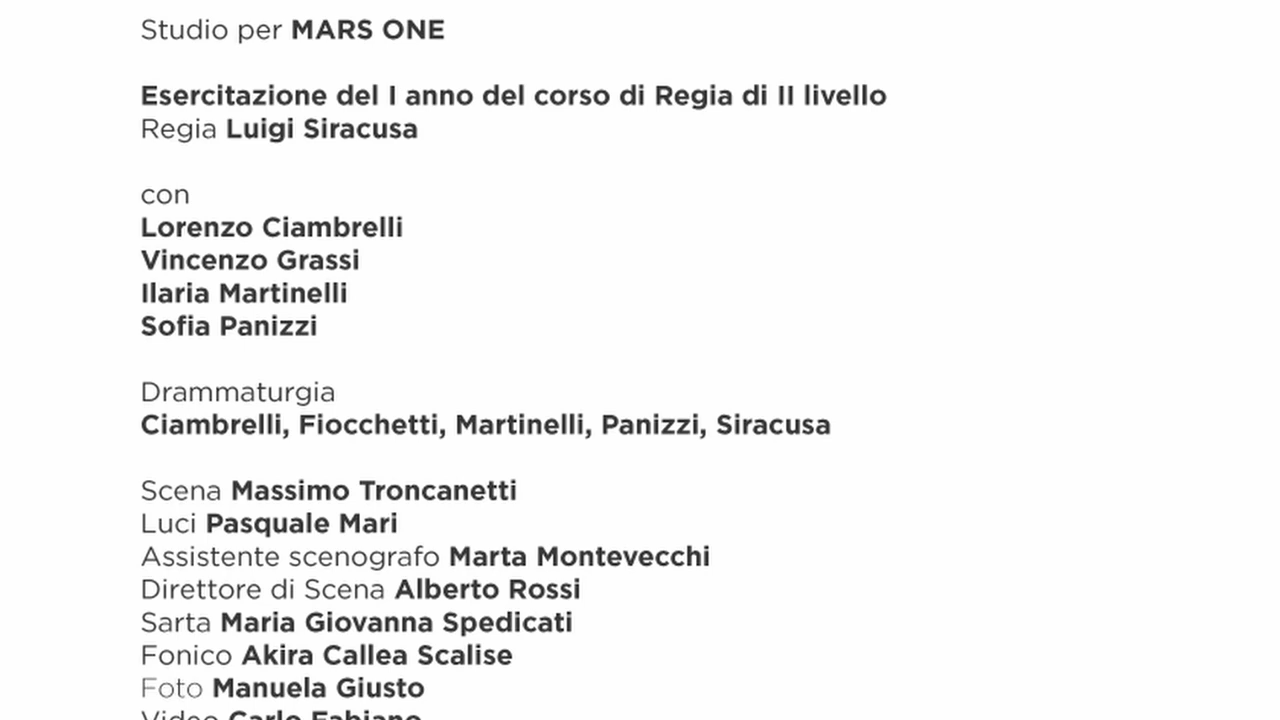 Studio per MARS ONE
Esercitazione del I anno del corso di Regia di II livello
Regia Luigi Siracusa
con
Lorenzo Ciambrelli
Vincenzo Grassi
Ilaria Martinelli
Sofia Panizzi
Drammaturgia
Ciambrelli, Fiocchetti, Martinelli, Panizzi, Siracusa
Scena Massimo Troncanetti
Luci Pasquale Mari
Assistente scenografo Marta Montevecchi
Direttore di Scena Alberto Rossi
Sarta Maria Giovanna Spedicati
Fonico Akira Callea Scalise
Foto Manuela Giusto
Video Carlo Fabiano